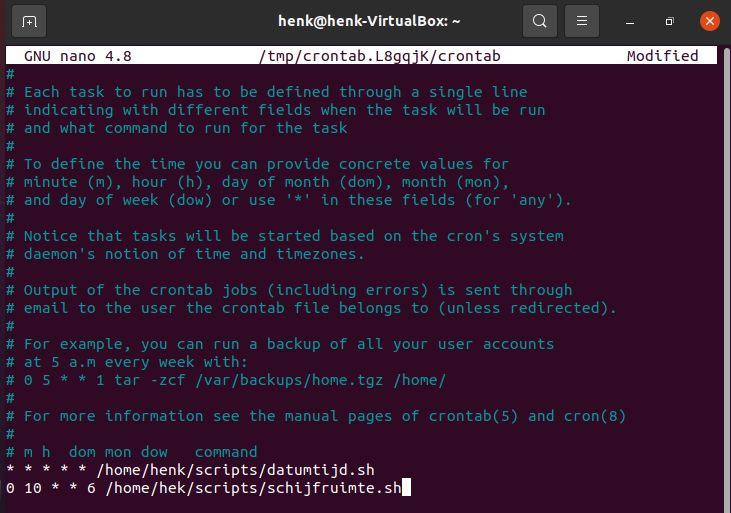 henk@henk-VirtualBox: ~
GNU nano 4.8 /tmp/crontab.L8gqjK/crontab Modified
#
# Each task to run has to be defined through a single line
# indicating with different fields when the task will be run
# and what command to run for the task
#
# To define the time you can provide concrete values for
# minute (m), hour (h), day of month (dom), month (mon),
# and day of week (dow) or use '*' in these fields (for 'any').
#
# Notice that tasks will be started based on the cron's system
# daemon's notion of time and timezones.
#
# Output of the crontab jobs (including errors) is sent through
# email to the user the crontab file belongs to (unless redirected).
#
# For example, you can run a backup of all your user accounts
# at 5 a.m every week with:
# 0 5 * * 1 tar -zcf /var/backups/home.tgz /home/
#
# For more information see the manual pages of crontab(5) and cron(8)
#
# m h  dom mon dow   command
* * * * * /home/henk/scripts/datumtijd.sh
0 10 * * 6 /home/hek/scripts/schijfruimte.sh